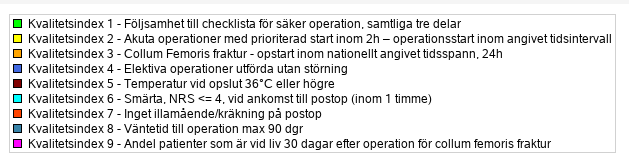 Kvalitetsindex 1 - Följsamhet till checklista för säker operation, samtliga tre delar
Kvalitetsindex 2 - Akuta operationer med prioriterad start inom 2h – operationsstart inom angivet tidsintervall
Kvalitetsindex 3 - Collum Femoris fraktur - opstart inom nationellt angivet tidsspann, 24h
Kvalitetsindex 4 - Elektiva operationer utförda utan störning
Kvalitetsindex 5 - Temperatur vid opslut 36°C eller högre
Kvalitetsindex 6 - Smärta, NRS <= 4, vid ankomst till postop (inom 1 timme)
Kvalitetsindex 7 - Inget illamående/kräkning på postop
Kvalitetsindex 8 - Väntetid till operation max 90 dgr
Kvalitetsindex 9 - Andel patienter som är vid liv 30 dagar efter operation för collum femoris fraktur